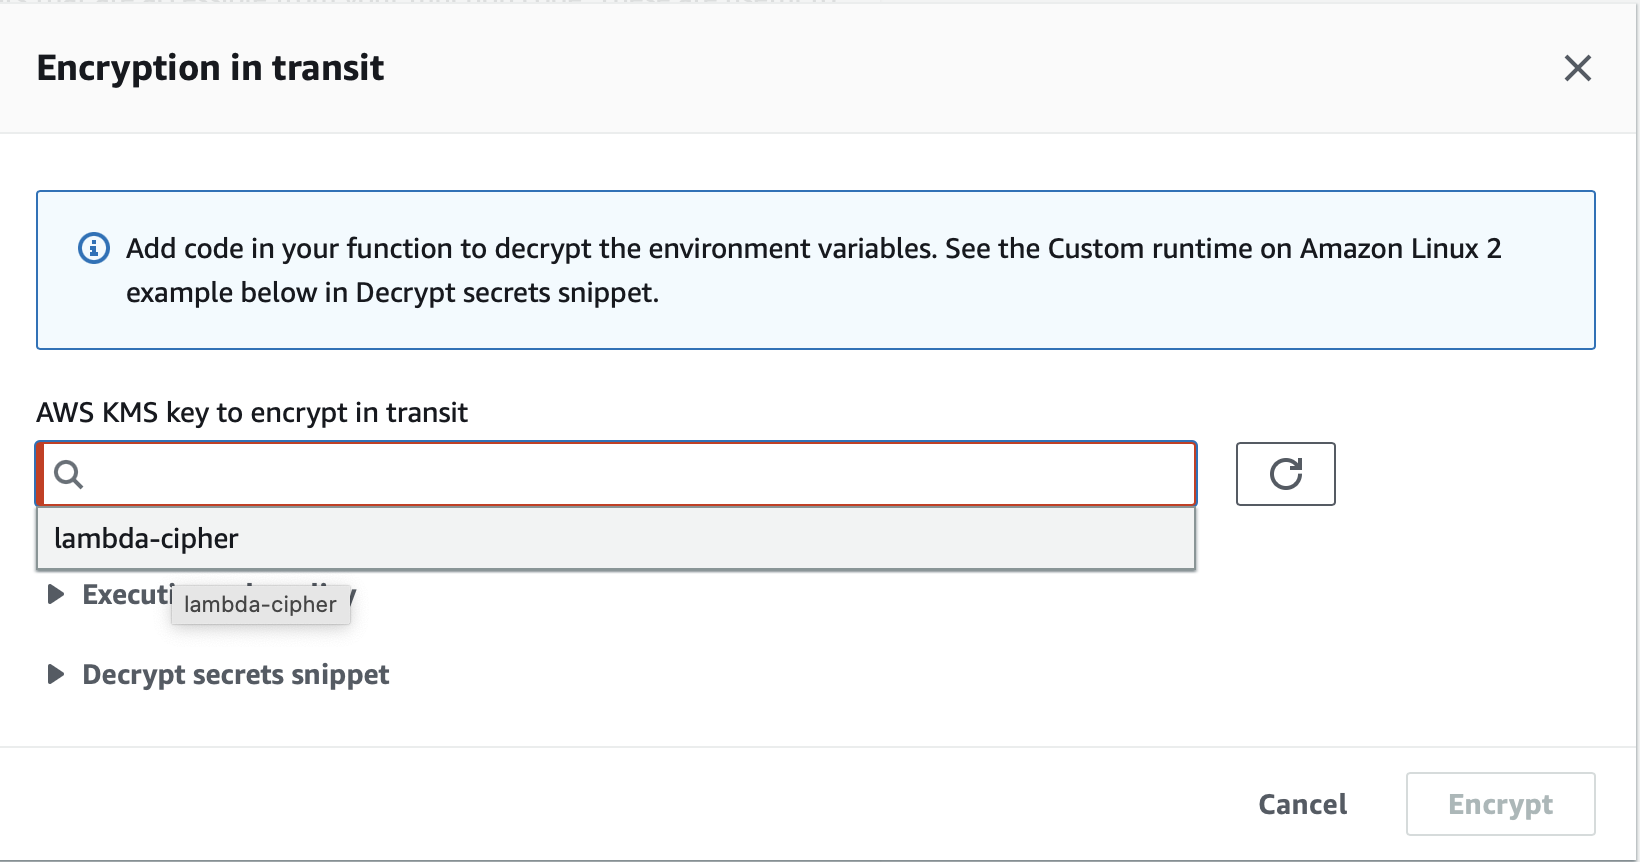 Encryption in transit
Add code in your function to decrypt the environment variables. See the Custom runtime on Amazon Linux 2
example below in Decrypt secrets snippet.
AWS KMS key to encrypt in transit
lambda-cipher
lambda-cipher
Decrypt secrets snippet
Cancel
Encrypt